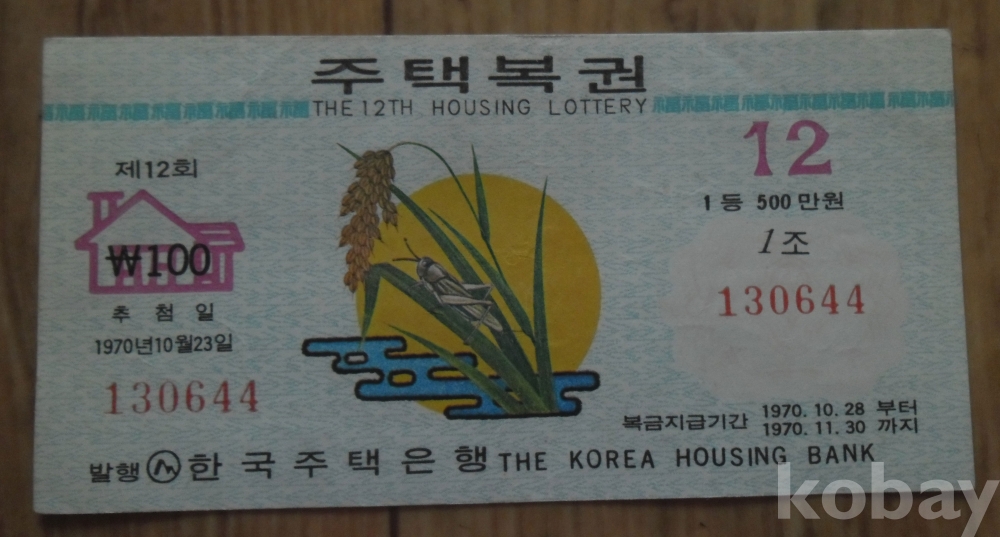 주택복권
THE 12TH HOUSING LOTTERY
제12회
₩100
추첨일
1970년10월23일
130644
12
1등 500만원
1조
130644
복금지급기간 1970.10.28 부터
1970.11.30 까지
발행 한국주택은행 THE KOREA HOUSING BANK
kobay